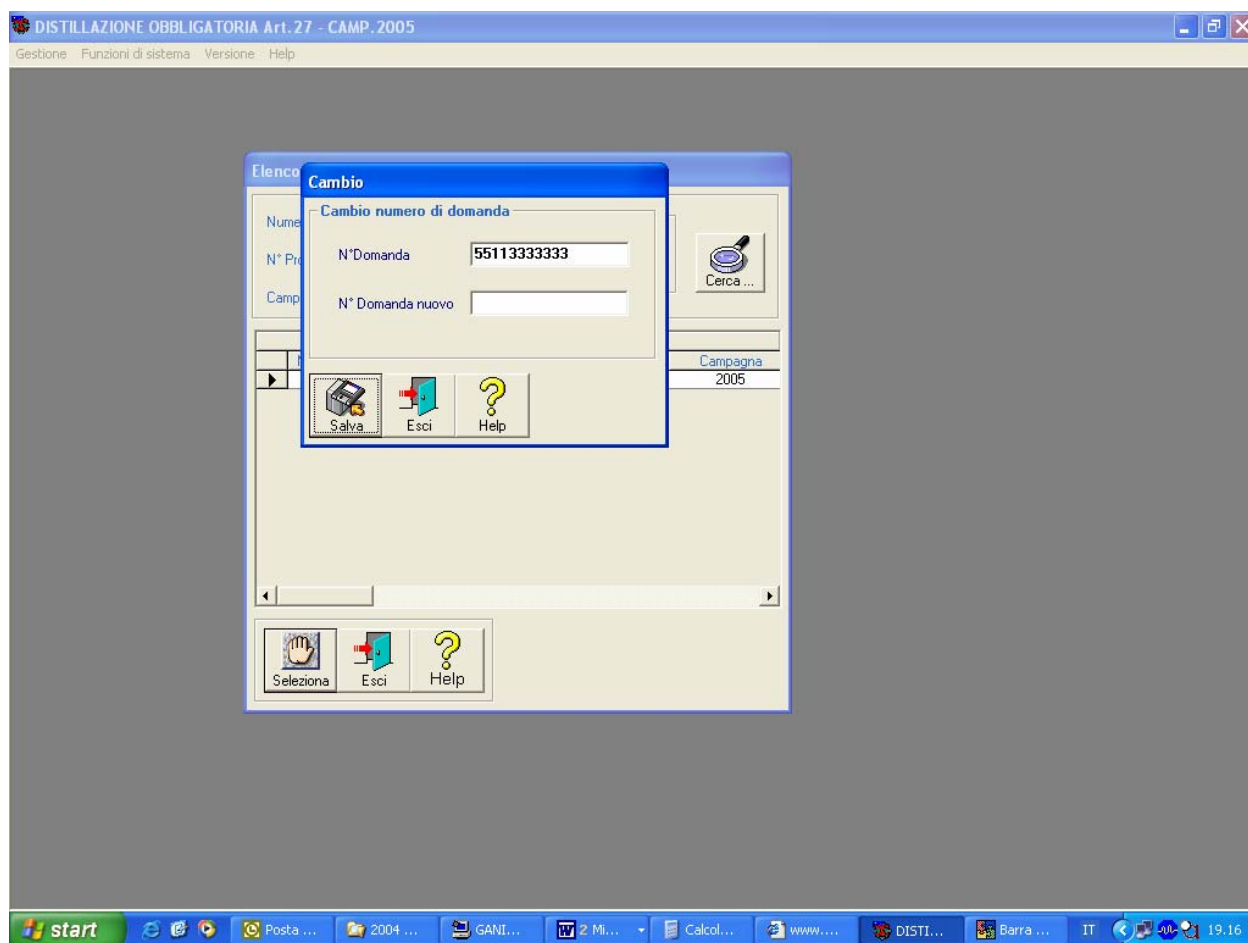 DISTILLAZIONE OBBLIGATORIA Art.27 - CAMP.2005
Gestione Funzioni di sistema Versione Help
Elenco
Cambio
Cambio numero di domanda
Nume
N°Domanda 55113333333
N° Pro
Cerca ...
Camp
N° Domanda nuovo
Campagna
2005
Salva Esci Help
Seleziona Esci Help
start Posta ... 2004 ... GANI... 2 Mi... Calcol... www.... DISTI... Barra ... IT 19.16